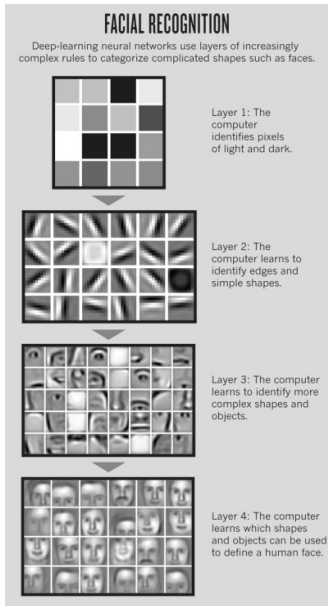 FACIAL RECOGNITION
Deep-learning neural networks use layers of increasingly
complex rules to categorize complicated shapes such as faces.
Layer 1: The
computer
identifies pixels
of light and dark.
Layer 2: The
computer learns to
identify edges and
simple shapes.
Layer 3: The computer
learns to identify more
complex shapes and
objects.
Layer 4: The computer
learns which shapes
and objects can be used
to define a human face.